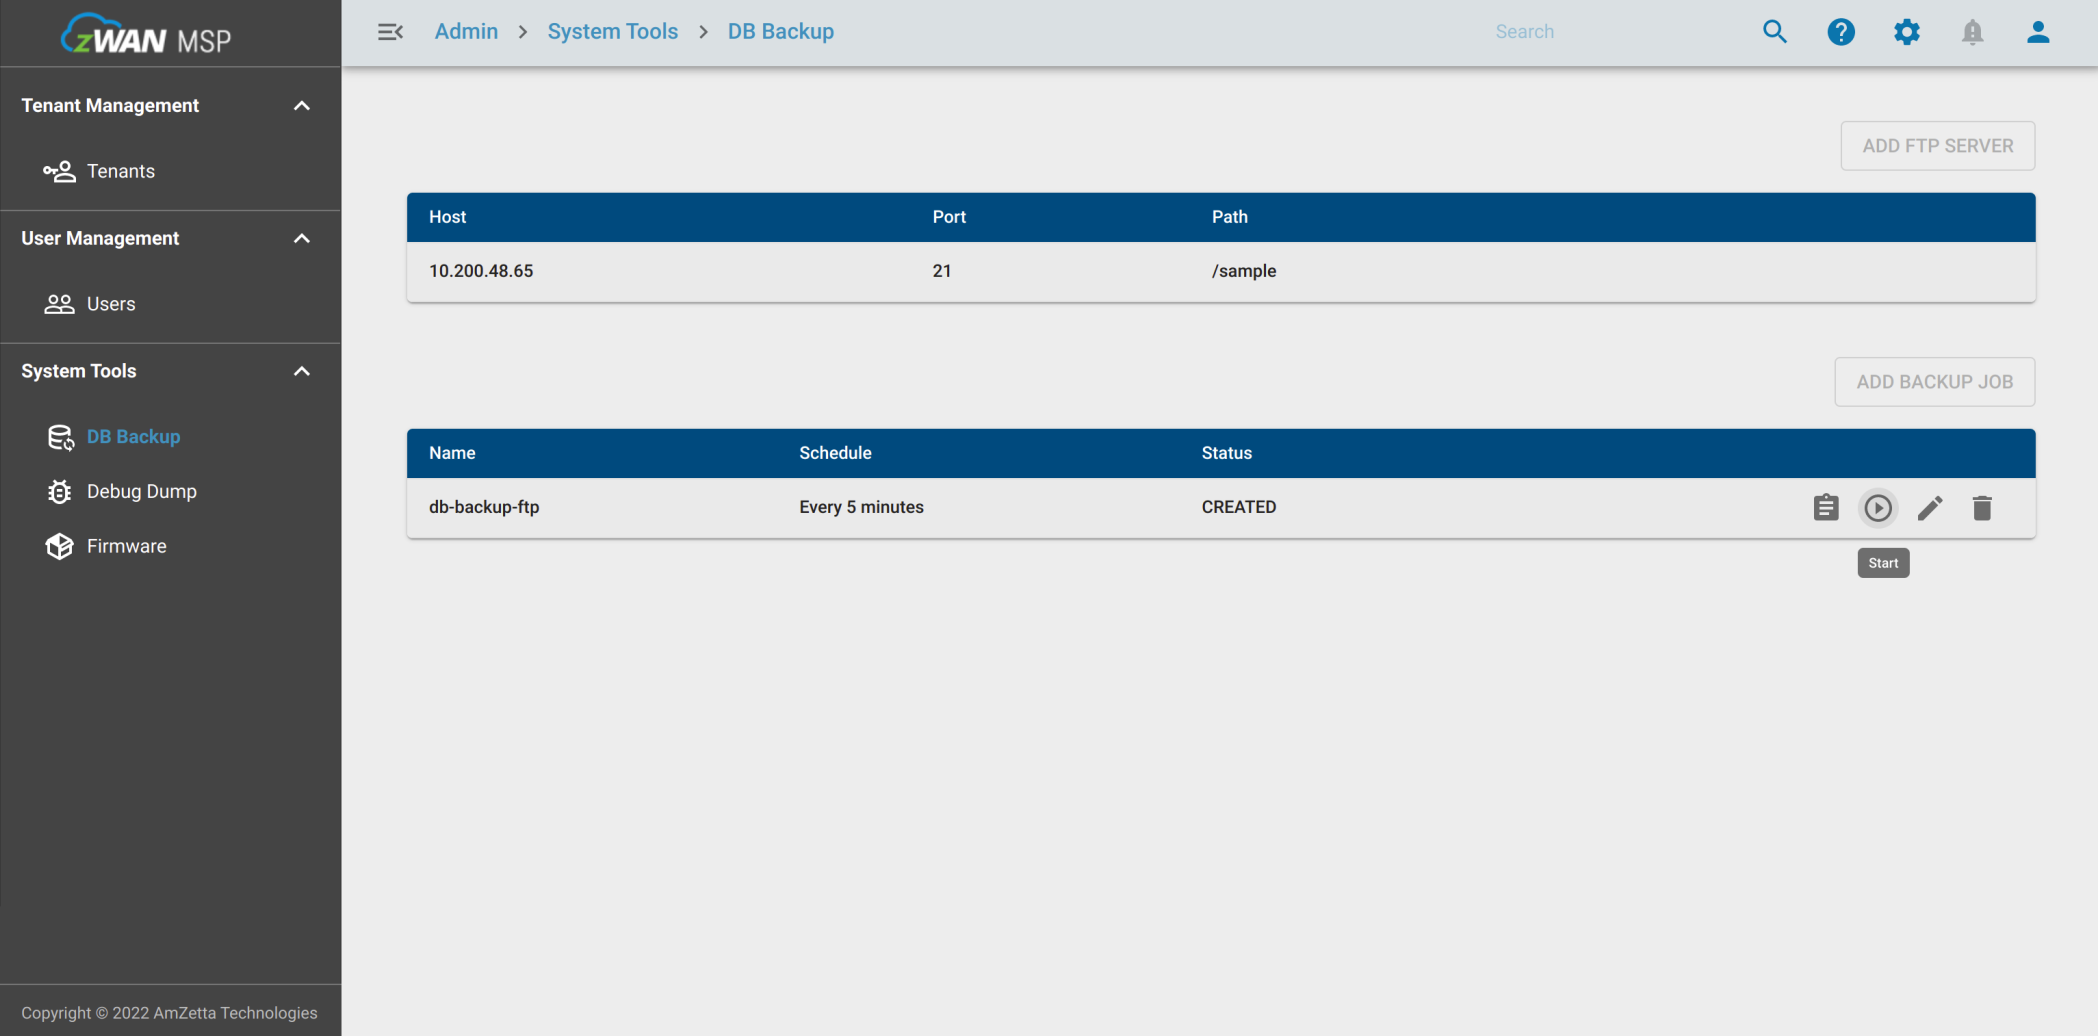 zWAN MSP
Admin > System Tools > DB Backup
Search
Tenant Management
Tenants
User Management
Users
System Tools
DB Backup
Debug Dump
Firmware
Copyright © 2022 AmZetta Technologies
ADD FTP SERVER
Host Port Path
10.200.48.65 21 /sample
ADD BACKUP JOB
Name Schedule Status
db-backup-ftp Every 5 minutes CREATED
Start